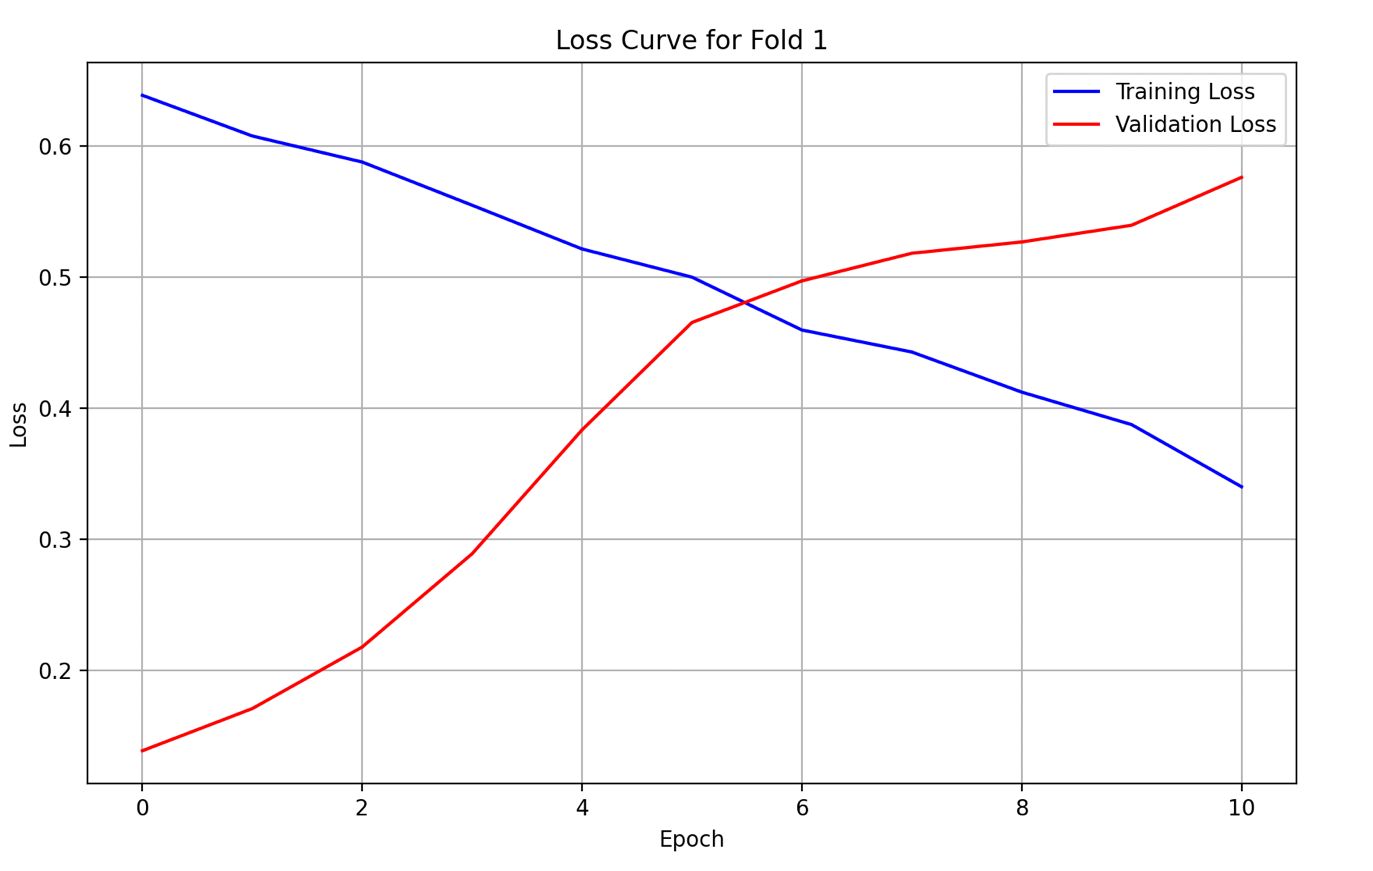 Loss Curve for Fold 1
Training Loss
Validation Loss
0.6
0.5
0.4
0.3
0.2
Loss
0 2 4 6 8 10
Epoch